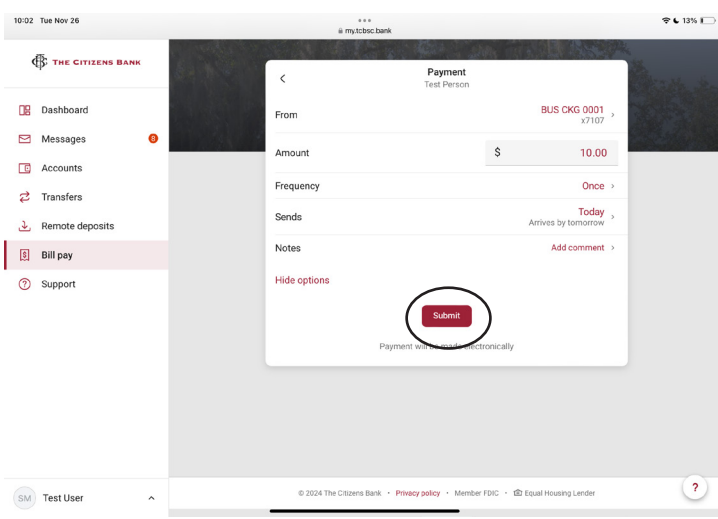 10:02 Tue Nov 26
my.tcbsc.bank
13%
THE CITIZENS BANK
Dashboard
Messages 8
Accounts
Transfers
Remote deposits
Bill pay
Support
SM Test User
Payment
Test Person
From BUS CKG 0001
x7107
Amount $ 10.00
Frequency Once
Sends Today
Arrives by tomorrow
Notes Add comment
Hide options
Submit
Payment will be made electronically
© 2024 The Citizens Bank • Privacy policy • Member FDIC • Equal Housing Lender
?